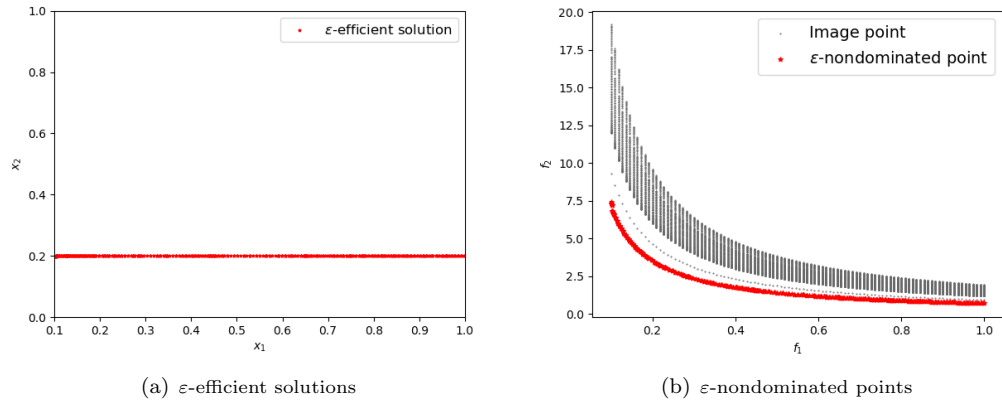 1.0
0.8
0.6
0.4
0.2
0.0
x₂
ε-efficient solution
0.1 0.2 0.3 0.4 0.5 0.6 0.7 0.8 0.9 1.0
x₁
(a) ε-efficient solutions
20.0
17.5
15.0
12.5
10.0
7.5
5.0
2.5
0.0
f₂
Image point
ε-nondominated point
0.2 0.4 0.6 0.8 1.0
f₁
(b) ε-nondominated points